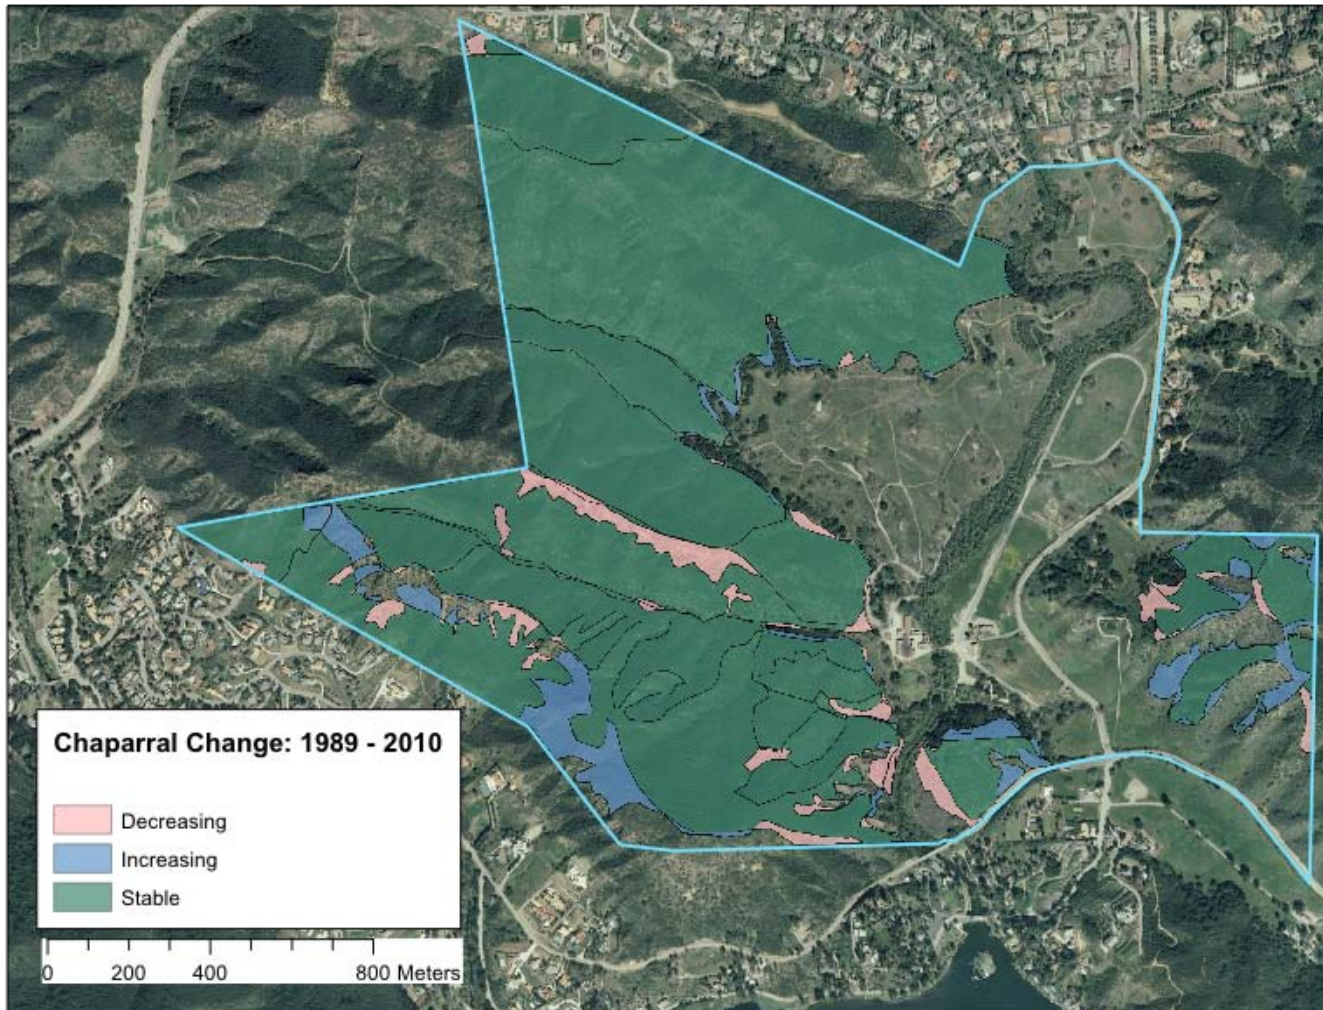 Chaparral Change: 1989 - 2010
Decreasing
Increasing
Stable
0 200 400 800 Meters